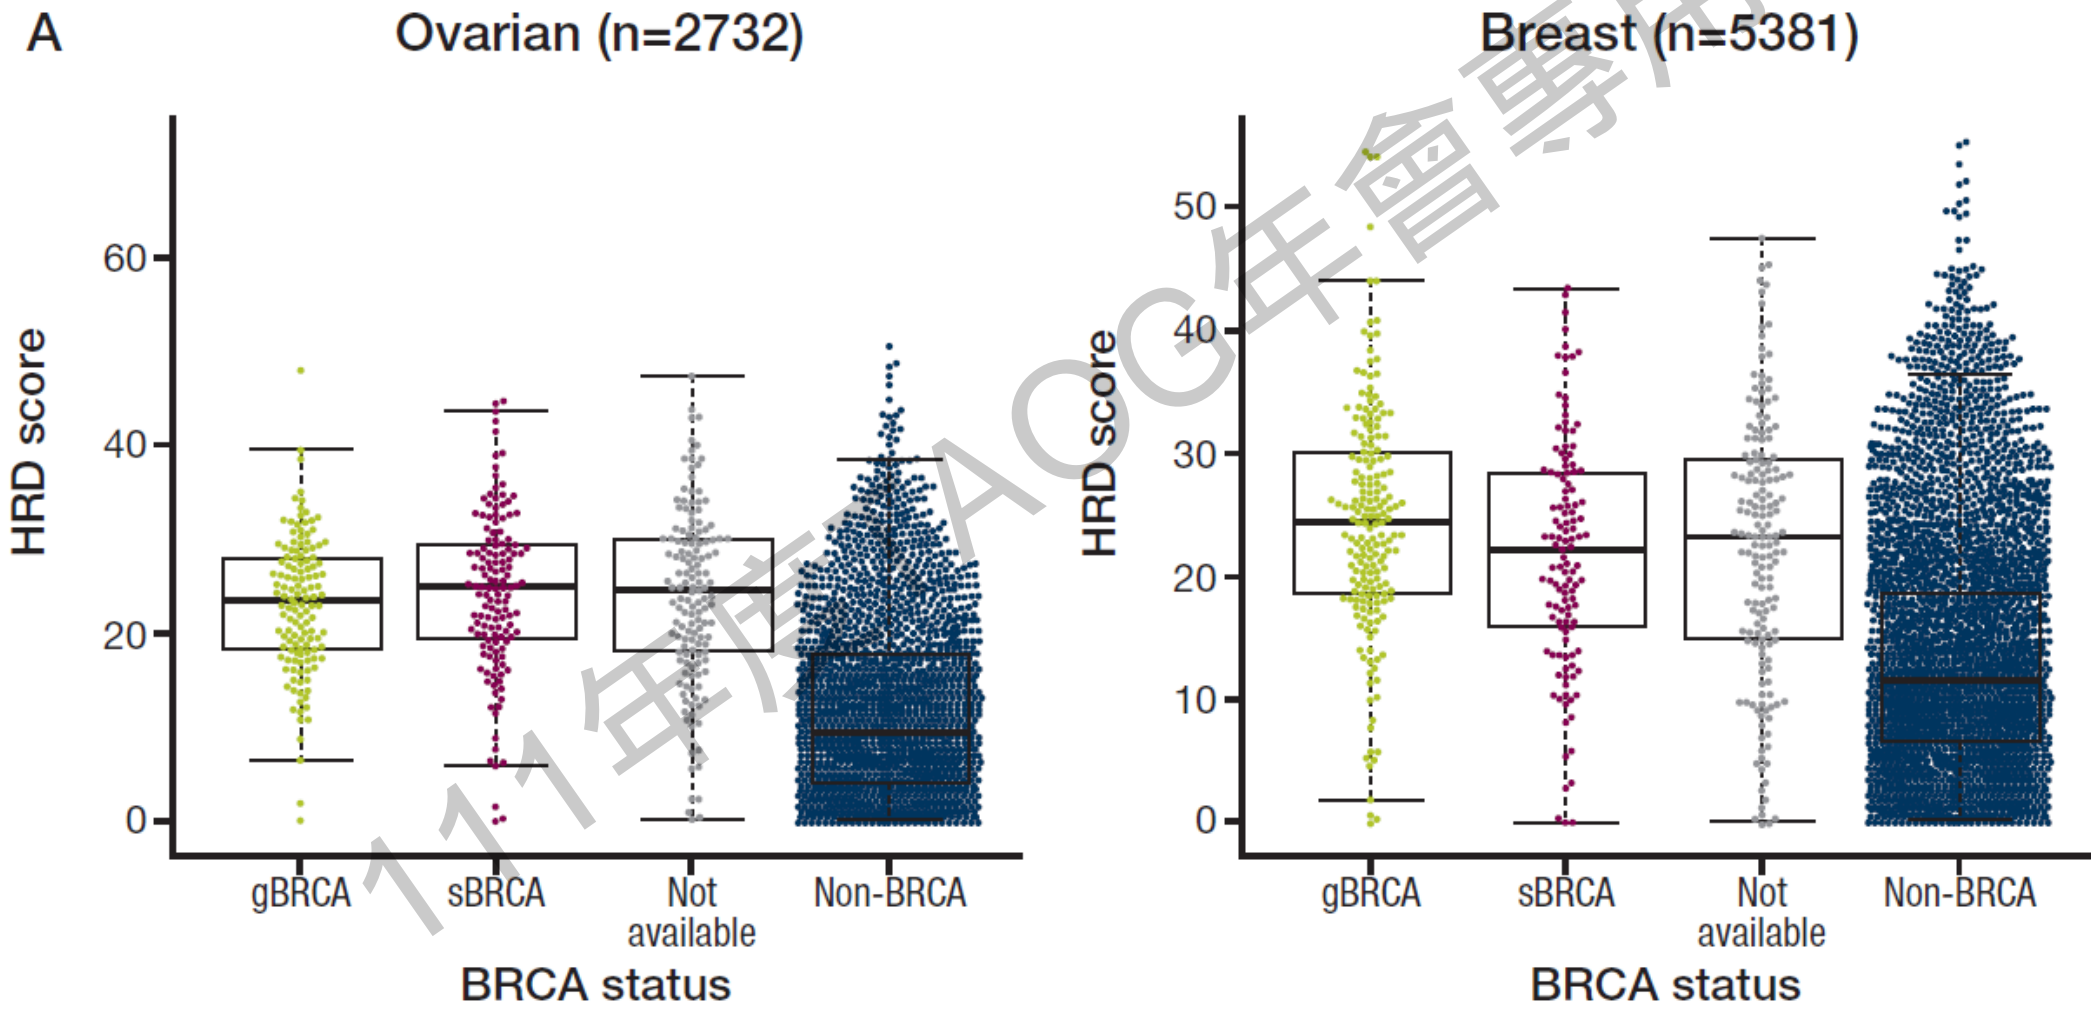 A
Ovarian (n=2732)
HRD score
60
40
20
0
gBRCA
sBRCA
Not
available
Non-BRCA
BRCA status
Breast (n=5381)
HRD score
50
40
30
20
10
0
gBRCA
sBRCA
Not
available
Non-BRCA
BRCA status
111年度TAOG年會專用